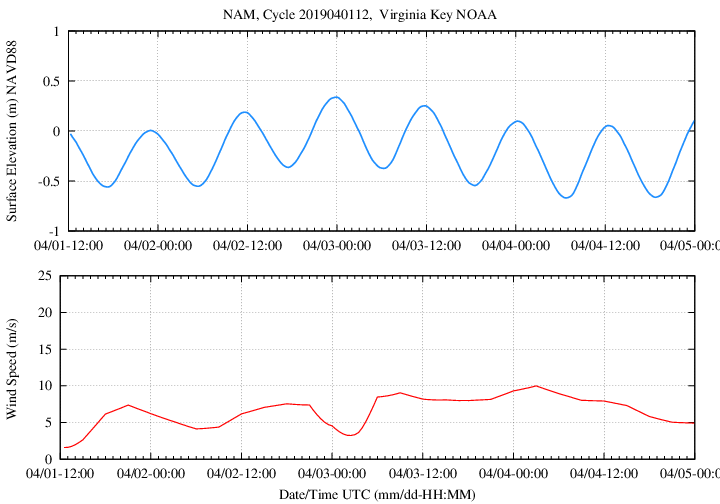 NAM, Cycle 2019040112,  Virginia Key NOAA
Surface Elevation (m) NAVD88
1
0.5
0
-0.5
-1
04/01-12:00 04/02-00:00 04/02-12:00 04/03-00:00 04/03-12:00 04/04-00:00 04/04-12:00 04/05-00:0
Wind Speed (m/s)
25
20
15
10
5
0
04/01-12:00 04/02-00:00 04/02-12:00 04/03-00:00 04/03-12:00 04/04-00:00 04/04-12:00 04/05-00:0
Date/Time UTC (mm/dd-HH:MM)